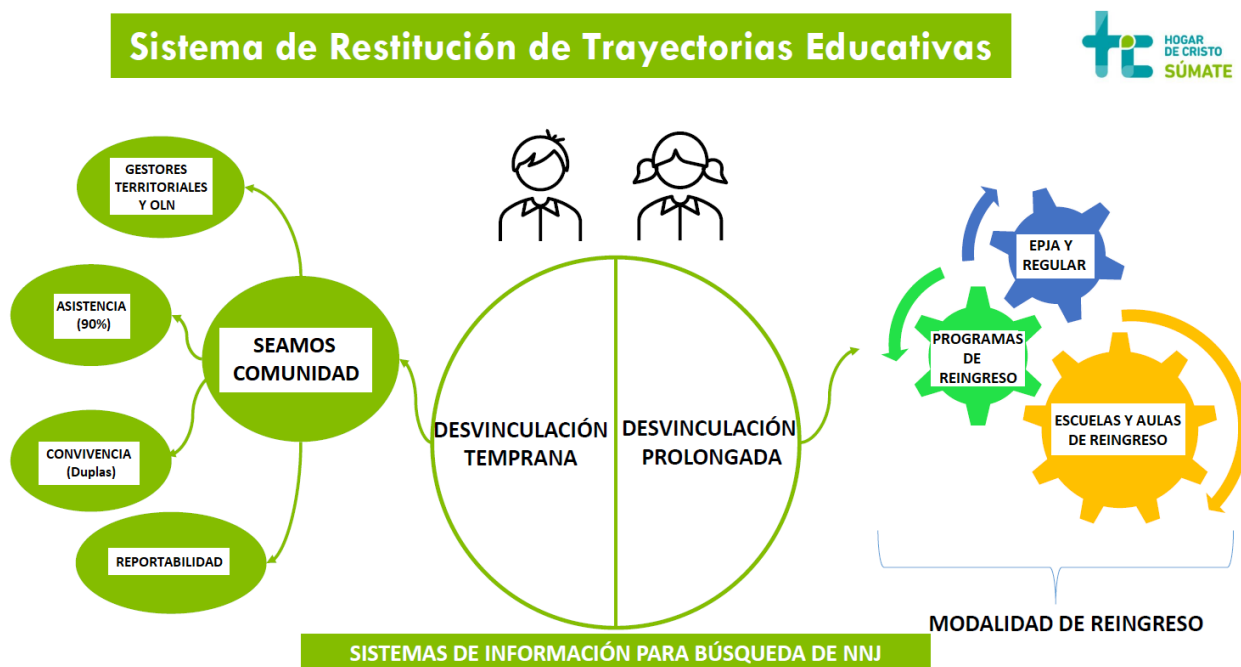 Sistema de Restitución de Trayectorias Educativas
HOGAR
DE CRISTO
SÚMATE
GESTORES
TERRITORIALES
Y OLN
ASISTENCIA
(90%)
SEAMOS
COMUNIDAD
CONVIVENCIA
(Duplas)
REPORTABILIDAD
DESVINCULACIÓN
TEMPRANA
DESVINCULACIÓN
PROLONGADA
EPJA Y
REGULAR
PROGRAMAS
DE
REINGRESO
ESCUELAS Y AULAS
DE REINGRESO
MODALIDAD DE REINGRESO
SISTEMAS DE INFORMACIÓN PARA BÚSQUEDA DE NNJ